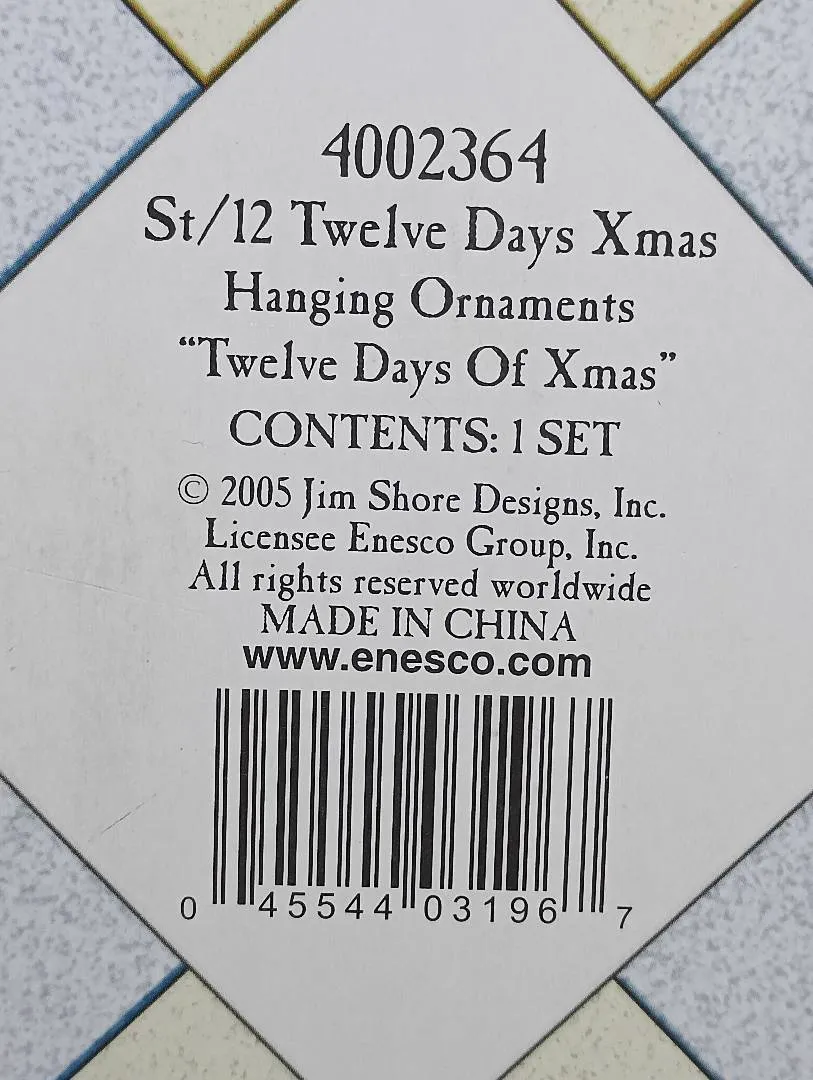 4002364
St/12 Twelve Days Xmas
Hanging Ornaments
“Twelve Days Of Xmas”
CONTENTS: 1 SET
© 2005 Jim Shore Designs, Inc.
Licensee Enesco Group, Inc.
All rights reserved worldwide
MADE IN CHINA
www.enesco.com
0 45544 03196 7